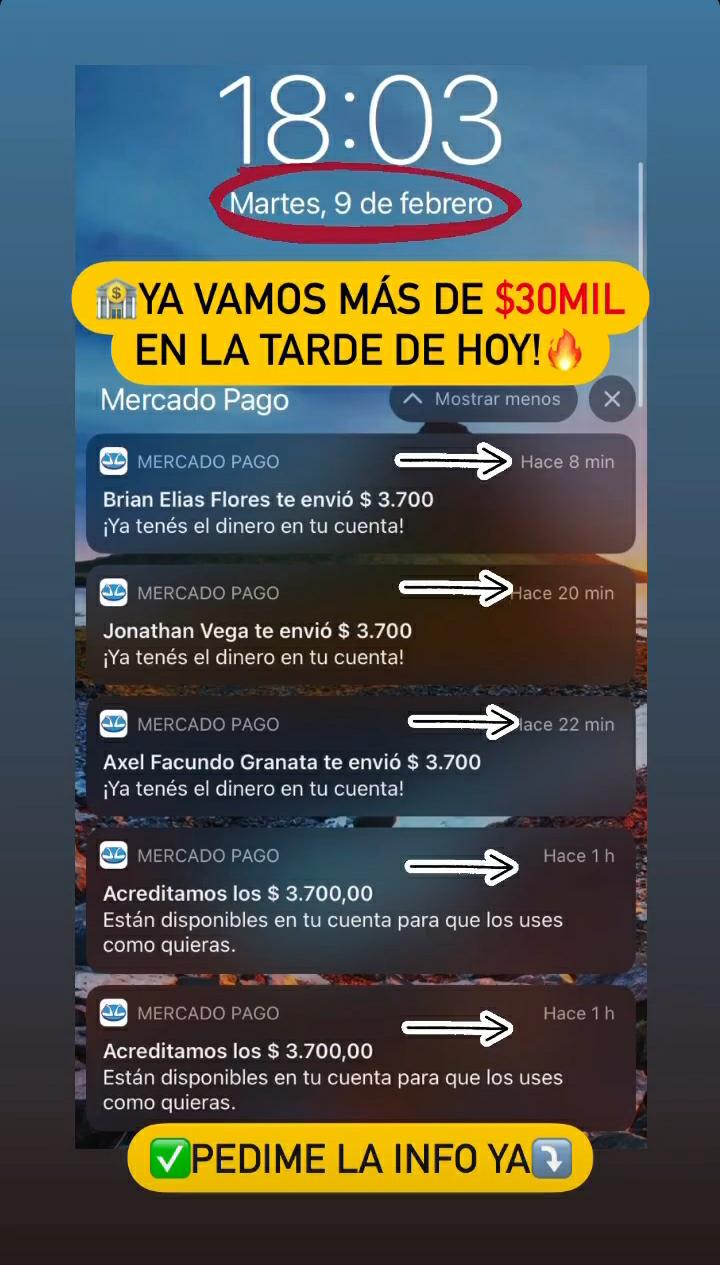 18:03
Martes, 9 de febrero
YA VAMOS MÁS DE $30MIL
EN LA TARDE DE HOY!
Mercado Pago
Mostrar menos
MERCADO PAGO
Hace 8 min
Brian Elias Flores te envió $ 3.700
¡Ya tenés el dinero en tu cuenta!
MERCADO PAGO
Hace 20 min
Jonathan Vega te envió $ 3.700
¡Ya tenés el dinero en tu cuenta!
MERCADO PAGO
Hace 22 min
Axel Facundo Granata te envió $ 3.700
¡Ya tenés el dinero en tu cuenta!
MERCADO PAGO
Hace 1 h
Acreditamos los $ 3.700,00
Están disponibles en tu cuenta para que los uses
como quieras.
MERCADO PAGO
Hace 1 h
Acreditamos los $ 3.700,00
Están disponibles en tu cuenta para que los uses
como quieras.
PEDIME LA INFO YA